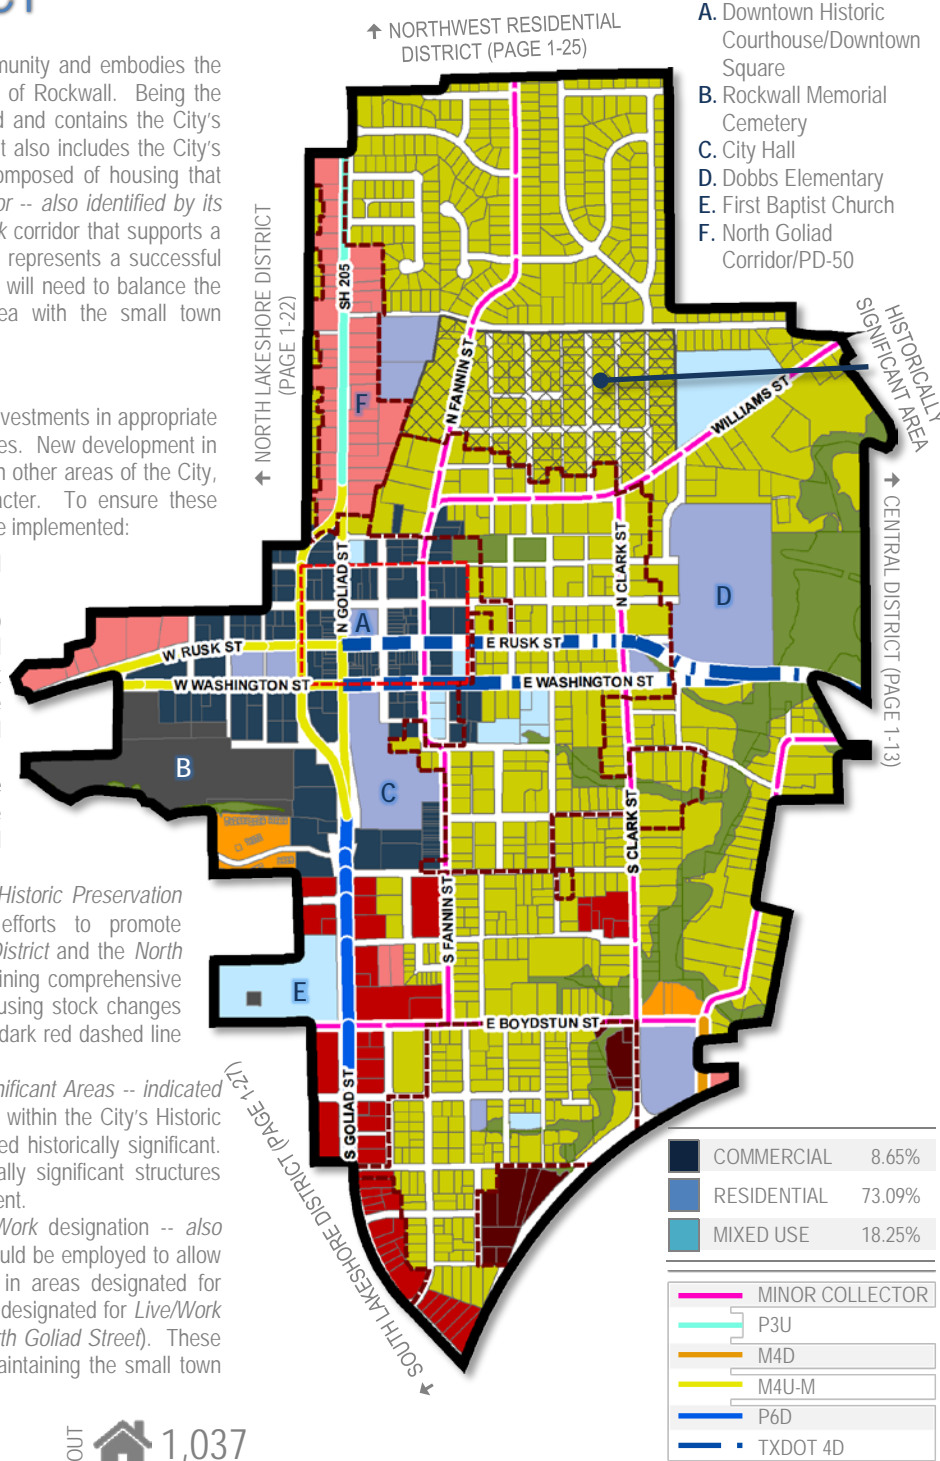 CT
munity and embodies the
of Rockwall. Being the
d and contains the City's
t also includes the City's
omposed of housing that
or -- also identified by its
k corridor that supports a
represents a successful
will need to balance the
ea with the small town
vestments in appropriate
es. New development in
n other areas of the City,
acter. To ensure these
e implemented:
Historic Preservation
efforts to promote
District and the North
ining comprehensive
using stock changes
dark red dashed line
nificant Areas -- indicated
within the City's Historic
ed historically significant.
ally significant structures
ent.
Work designation -- also
uld be employed to allow
in areas designated for
designated for Live/Work
rth Goliad Street). These
aintaining the small town
OUT
1,037
NORTHWEST RESIDENTIAL
DISTRICT (PAGE 1-25)
A. Downtown Historic
Courthouse/Downtown
Square
B. Rockwall Memorial
Cemetery
C. City Hall
D. Dobbs Elementary
E. First Baptist Church
F. North Goliad
Corridor/PD-50
NORTH LAKESHORE DISTRICT
(PAGE 1-22)
HISTORICALLY
SIGNIFICANT AREA
CENTRAL DISTRICT (PAGE 1-13)
SOUTH LAKESHORE DISTRICT (PAGE 1-27)
SH 205
F
N FANNIN ST
WILLIAMS ST
N GOLIAD ST
N CLARK ST
D
A
E RUSK ST
W RUSK ST
W WASHINGTON ST
E WASHINGTON ST
B
C
S CLARK ST
S FANNIN ST
E
E BOYDSTUN ST
S GOLIAD ST
COMMERCIAL 8.65%
RESIDENTIAL 73.09%
MIXED USE 18.25%
MINOR COLLECTOR
P3U
M4D
M4U-M
P6D
TXDOT 4D